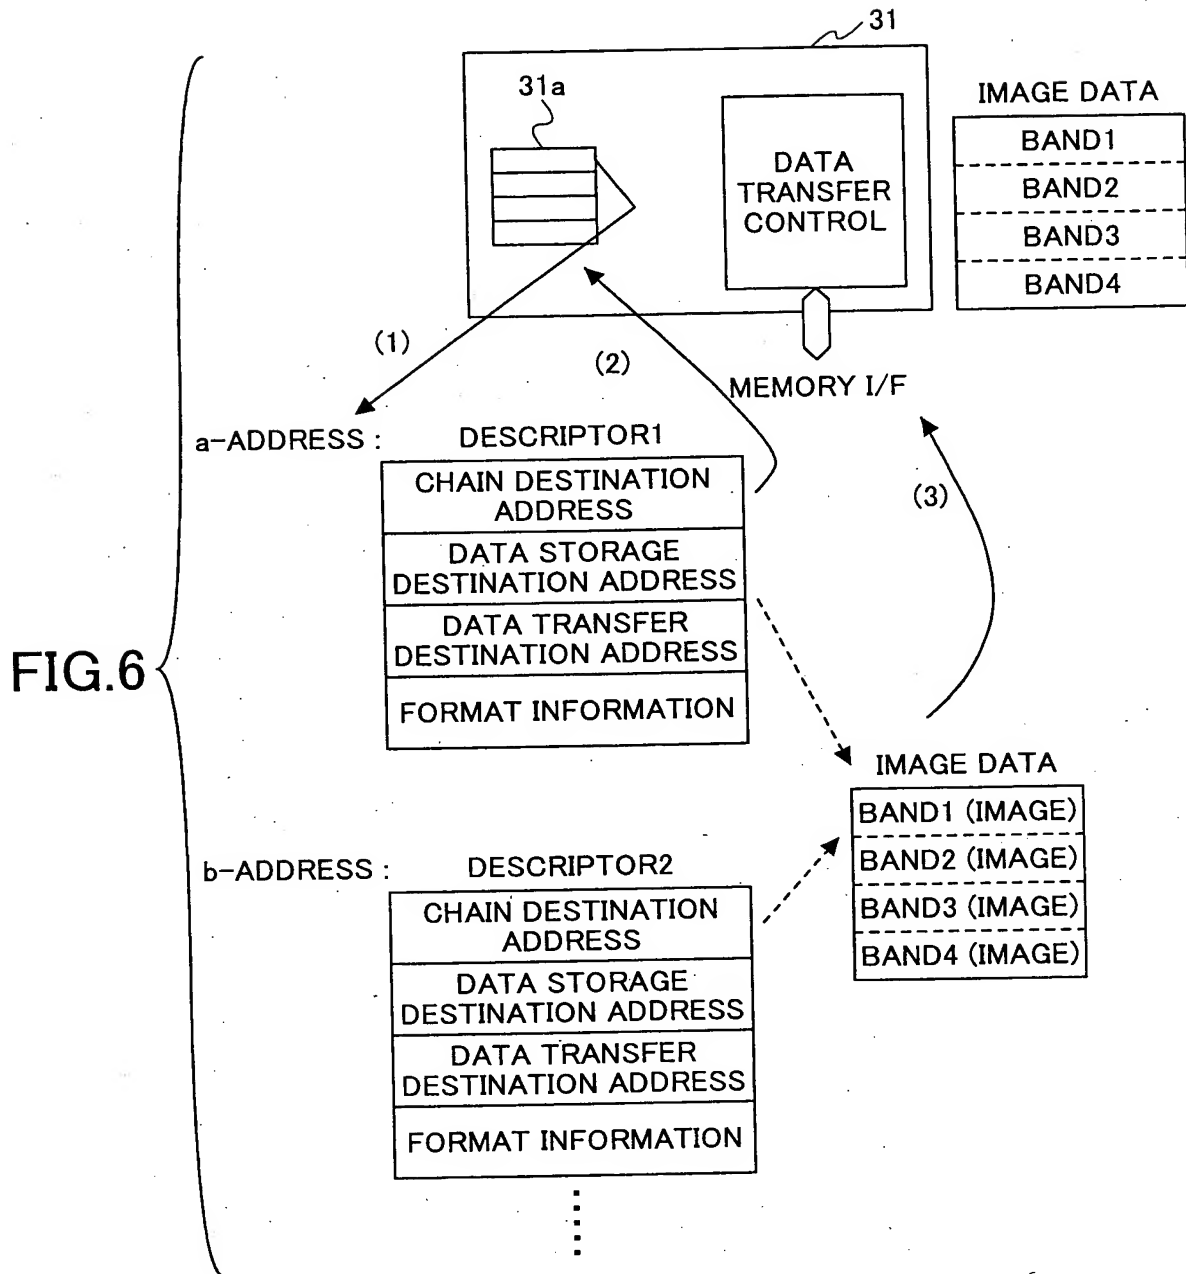 FIG.6
31
31a
DATA
TRANSFER
CONTROL
IMAGE DATA
BAND1
BAND2
BAND3
BAND4
(1)
(2)
MEMORY I/F
(3)
a-ADDRESS :
DESCRIPTOR1
CHAIN DESTINATION
ADDRESS
DATA STORAGE
DESTINATION ADDRESS
DATA TRANSFER
DESTINATION ADDRESS
FORMAT INFORMATION
IMAGE DATA
BAND1 (IMAGE)
BAND2 (IMAGE)
BAND3 (IMAGE)
BAND4 (IMAGE)
b-ADDRESS :
DESCRIPTOR2
CHAIN DESTINATION
ADDRESS
DATA STORAGE
DESTINATION ADDRESS
DATA TRANSFER
DESTINATION ADDRESS
FORMAT INFORMATION